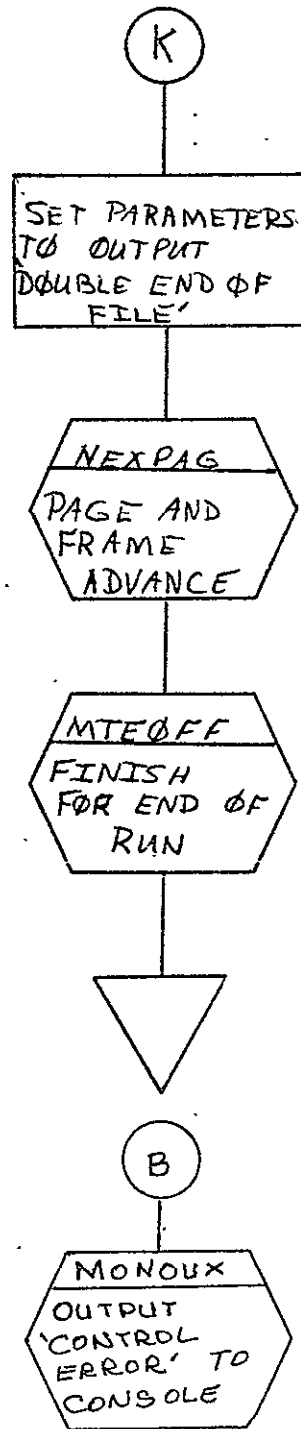 K
SET PARAMETERS
TØ OUTPUT
DØUBLE END ØF
FILE'
NEXPAG
PAGE AND
FRAME
ADVANCE
MTEØFF
FINISH
FØR END ØF
RUN
B
MONOUX
OUTPUT
'CONTROL
ERROR' TO
CONSOLE